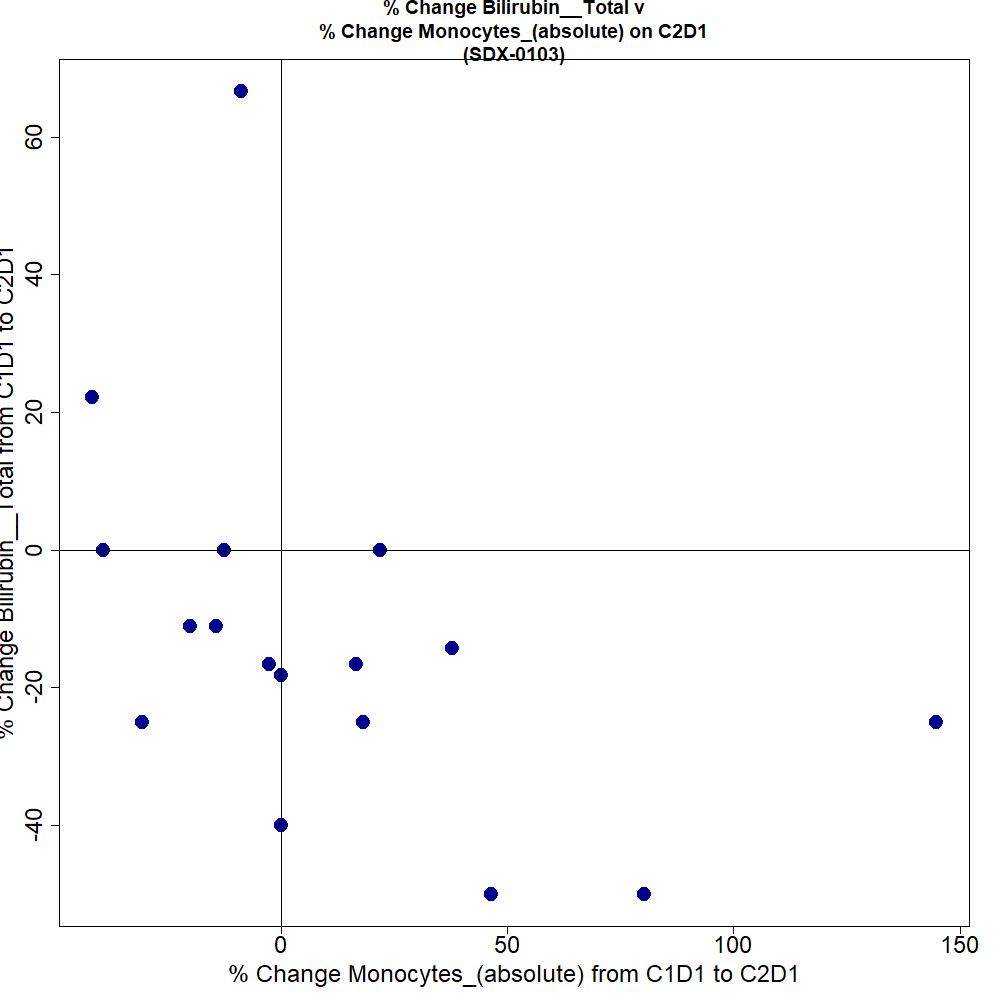 % Change Bilirubin__Total v
% Change Monocytes_(absolute) on C2D1
(SDX-0103)
% Change Bilirubin__Total from C1D1 to C2D1
60
40
20
0
-20
-40
0
50
100
150
% Change Monocytes_(absolute) from C1D1 to C2D1